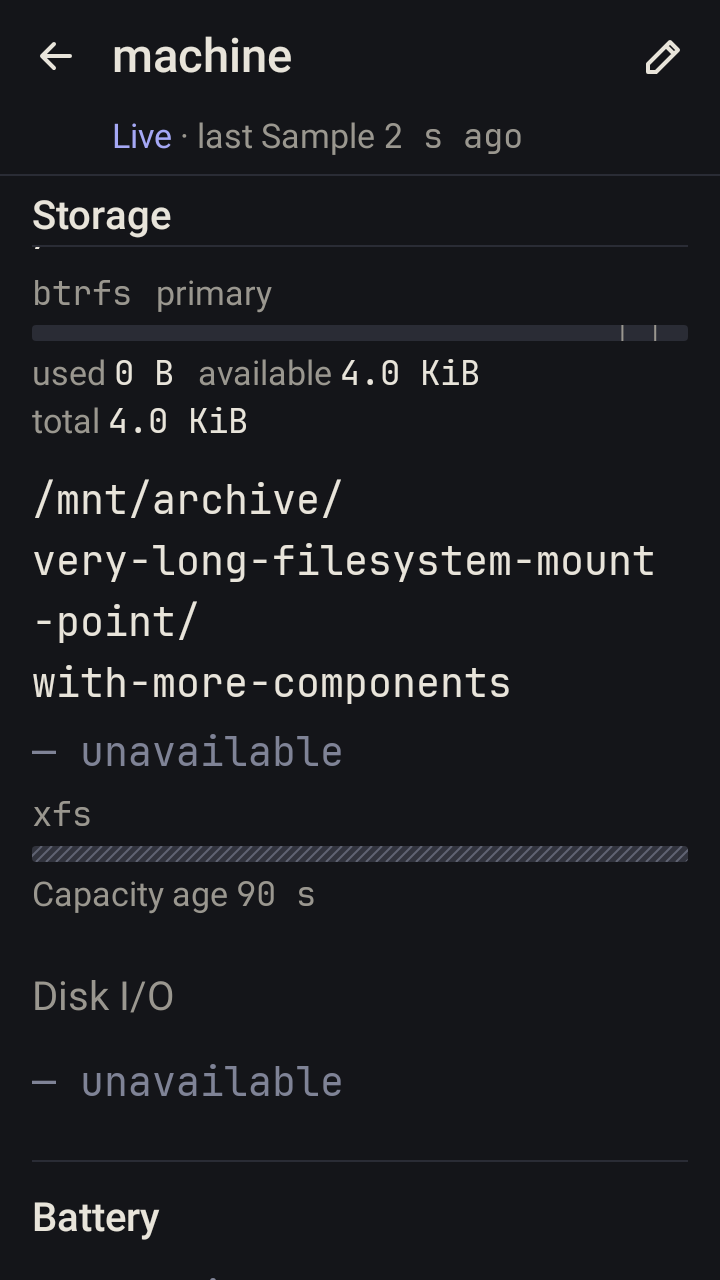 machine
Live · last Sample 2 s ago
Storage
btrfs primary
used 0 B available 4.0 KiB
total 4.0 KiB
/mnt/archive/
very-long-filesystem-mount
-point/
with-more-components
— unavailable
xfs
Capacity age 90 s
Disk I/O
— unavailable
Battery